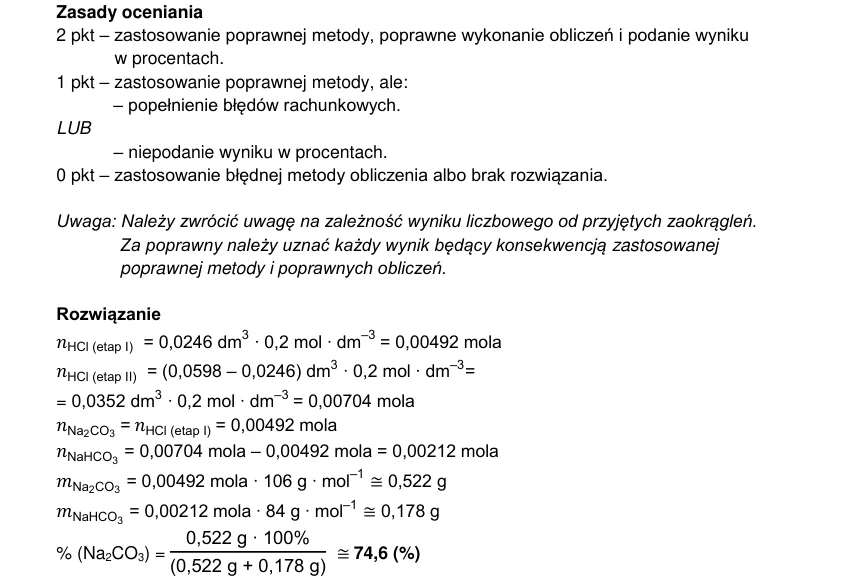 Zasady oceniania
2 pkt – zastosowanie poprawnej metody, poprawne wykonanie obliczeń i podanie wyniku
w procentach.
1 pkt – zastosowanie poprawnej metody, ale:
– popełnienie błędów rachunkowych.
LUB
– niepodanie wyniku w procentach.
0 pkt – zastosowanie błędnej metody obliczenia albo brak rozwiązania.
Uwaga: Należy zwrócić uwagę na zależność wyniku liczbowego od przyjętych zaokrągleń.
Za poprawny należy uznać każdy wynik będący konsekwencją zastosowanej
poprawnej metody i poprawnych obliczeń.
Rozwiązanie
n HCl (etap I) = 0,0246 dm³ · 0,2 mol · dm⁻³ = 0,00492 mola
n HCl (etap II) = (0,0598 – 0,0246) dm³ · 0,2 mol · dm⁻³=
= 0,0352 dm³ · 0,2 mol · dm⁻³ = 0,00704 mola
n Na₂CO₃ = n HCl (etap I) = 0,00492 mola
n NaHCO₃ = 0,00704 mola – 0,00492 mola = 0,00212 mola
m Na₂CO₃ = 0,00492 mola · 106 g · mol⁻¹ ≅ 0,522 g
m NaHCO₃ = 0,00212 mola · 84 g · mol⁻¹ ≅ 0,178 g
% (Na₂CO₃) = 0,522 g · 100% / (0,522 g + 0,178 g) ≅ 74,6 (%)